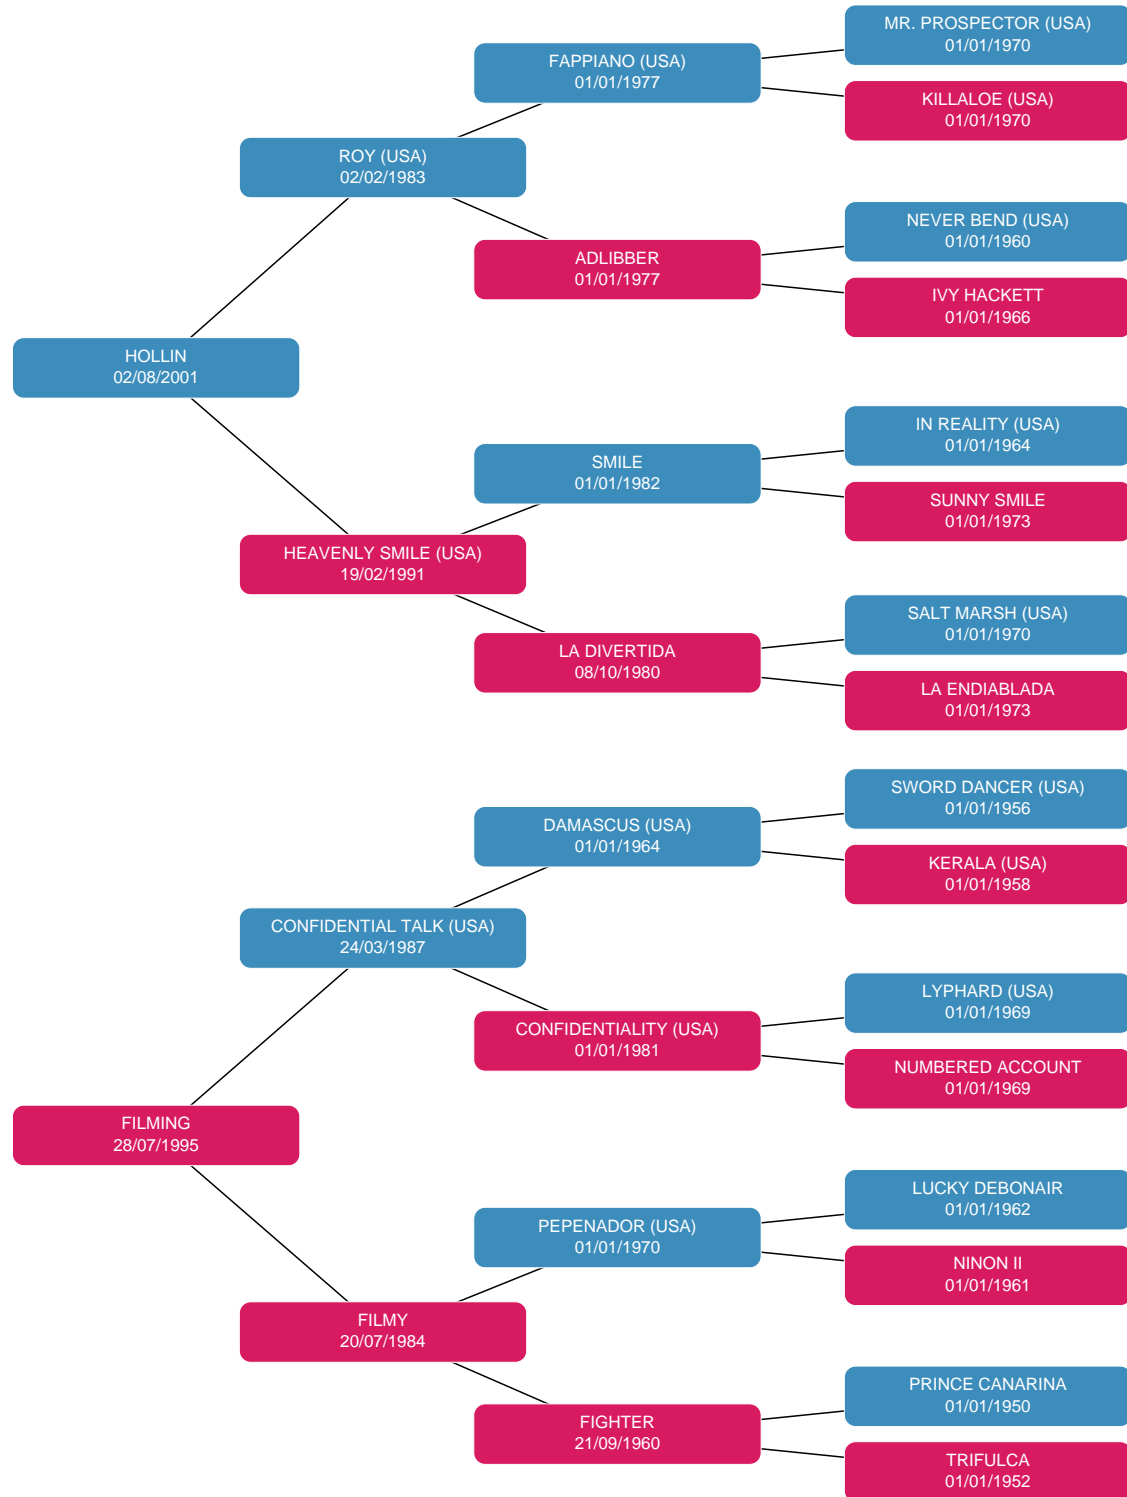 MR. PROSPECTOR (USA)
01/01/1970
FAPPIANO (USA)
01/01/1977
KILLALOE (USA)
01/01/1970
ROY (USA)
02/02/1983
NEVER BEND (USA)
01/01/1960
ADLIBBER
01/01/1977
IVY HACKETT
01/01/1966
HOLLIN
02/08/2001
IN REALITY (USA)
01/01/1964
SMILE
01/01/1982
SUNNY SMILE
01/01/1973
HEAVENLY SMILE (USA)
19/02/1991
SALT MARSH (USA)
01/01/1970
LA DIVERTIDA
08/10/1980
LA ENDIABLADA
01/01/1973
SWORD DANCER (USA)
01/01/1956
DAMASCUS (USA)
01/01/1964
KERALA (USA)
01/01/1958
CONFIDENTIAL TALK (USA)
24/03/1987
LYPHARD (USA)
01/01/1969
CONFIDENTIALITY (USA)
01/01/1981
NUMBERED ACCOUNT
01/01/1969
FILMING
28/07/1995
LUCKY DEBONAIR
01/01/1962
PEPENADOR (USA)
01/01/1970
NINON II
01/01/1961
FILMY
20/07/1984
PRINCE CANARINA
01/01/1950
FIGHTER
21/09/1960
TRIFULCA
01/01/1952